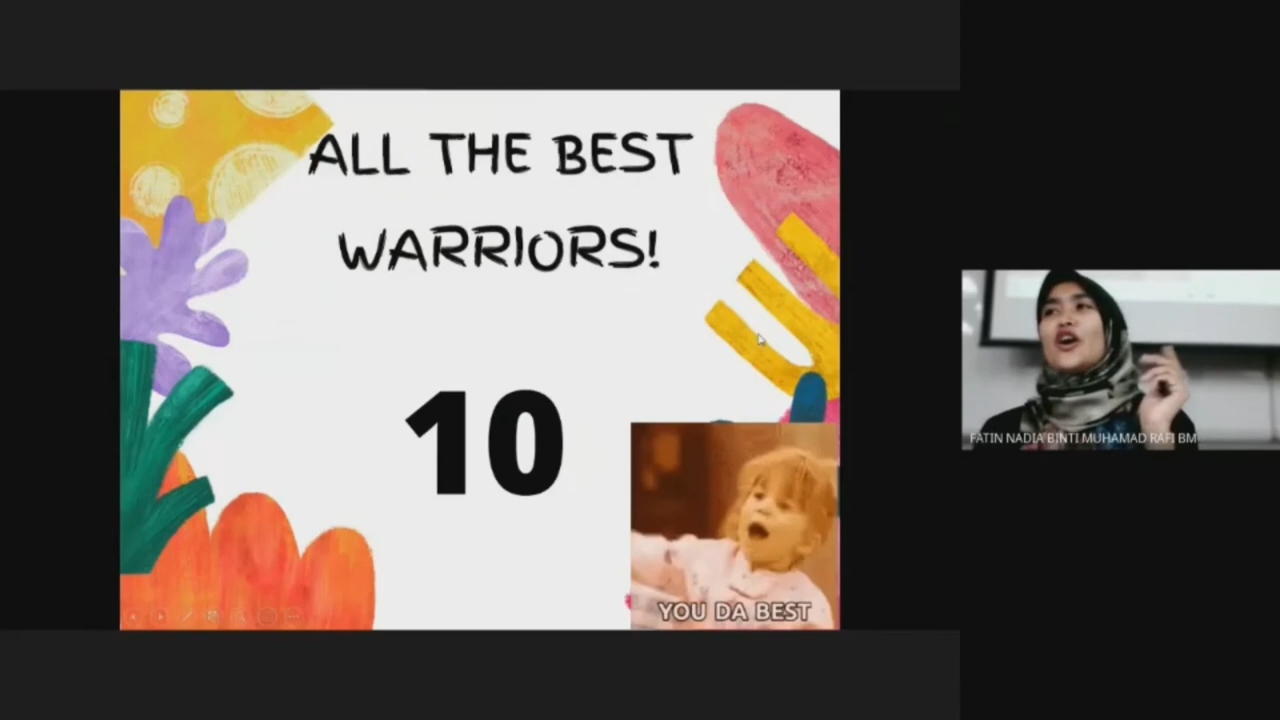 ALL THE BEST
WARRIORS!
10
YOU DA BEST
FATIN NADIA BINTI MUHAMAD RAFI BM